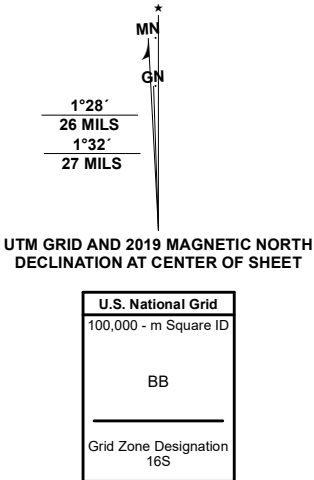 MN
GN
1°28´
26 MILS
1°32´
27 MILS
UTM GRID AND 2019 MAGNETIC NORTH
DECLINATION AT CENTER OF SHEET
U.S. National Grid
100,000 - m Square ID
BB
Grid Zone Designation
16S